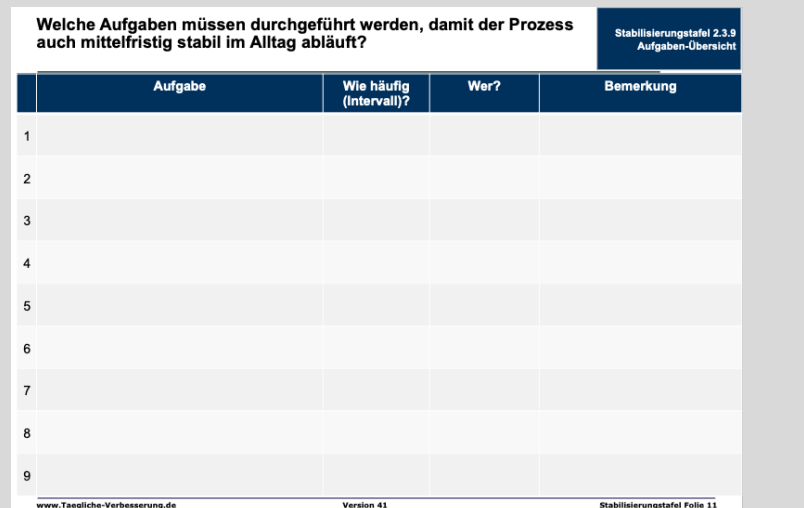 Welche Aufgaben müssen durchgeführt werden, damit der Prozess
auch mittelfristig stabil im Alltag abläuft?
Stabilisierungstafel 2.3.9
Aufgaben-Übersicht
Aufgabe
Wie häufig
(Intervall)?
Wer?
Bemerkung
1
2
3
4
5
6
7
8
9
www.Taegliche-Verbesserung.de
Version 41
Stabilisierungstafel Folie 11